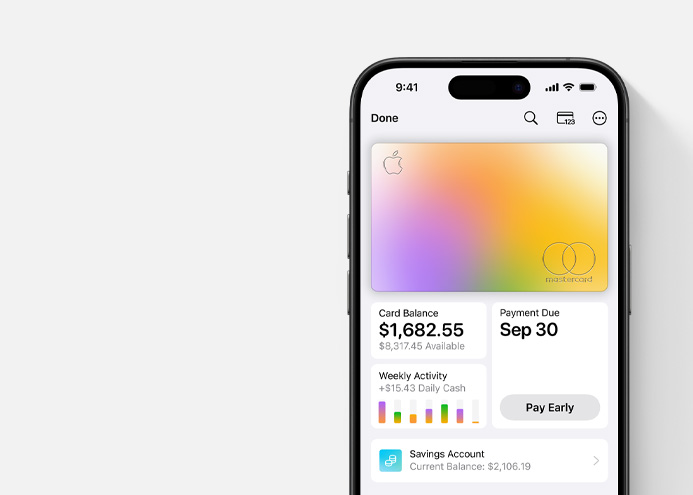 9:41
Done
123
mastercard
Card Balance
$1,682.55
$8,317.45 Available
Payment Due
Sep 30
Weekly Activity
+$15.43 Daily Cash
Pay Early
Savings Account
Current Balance: $2,106.19